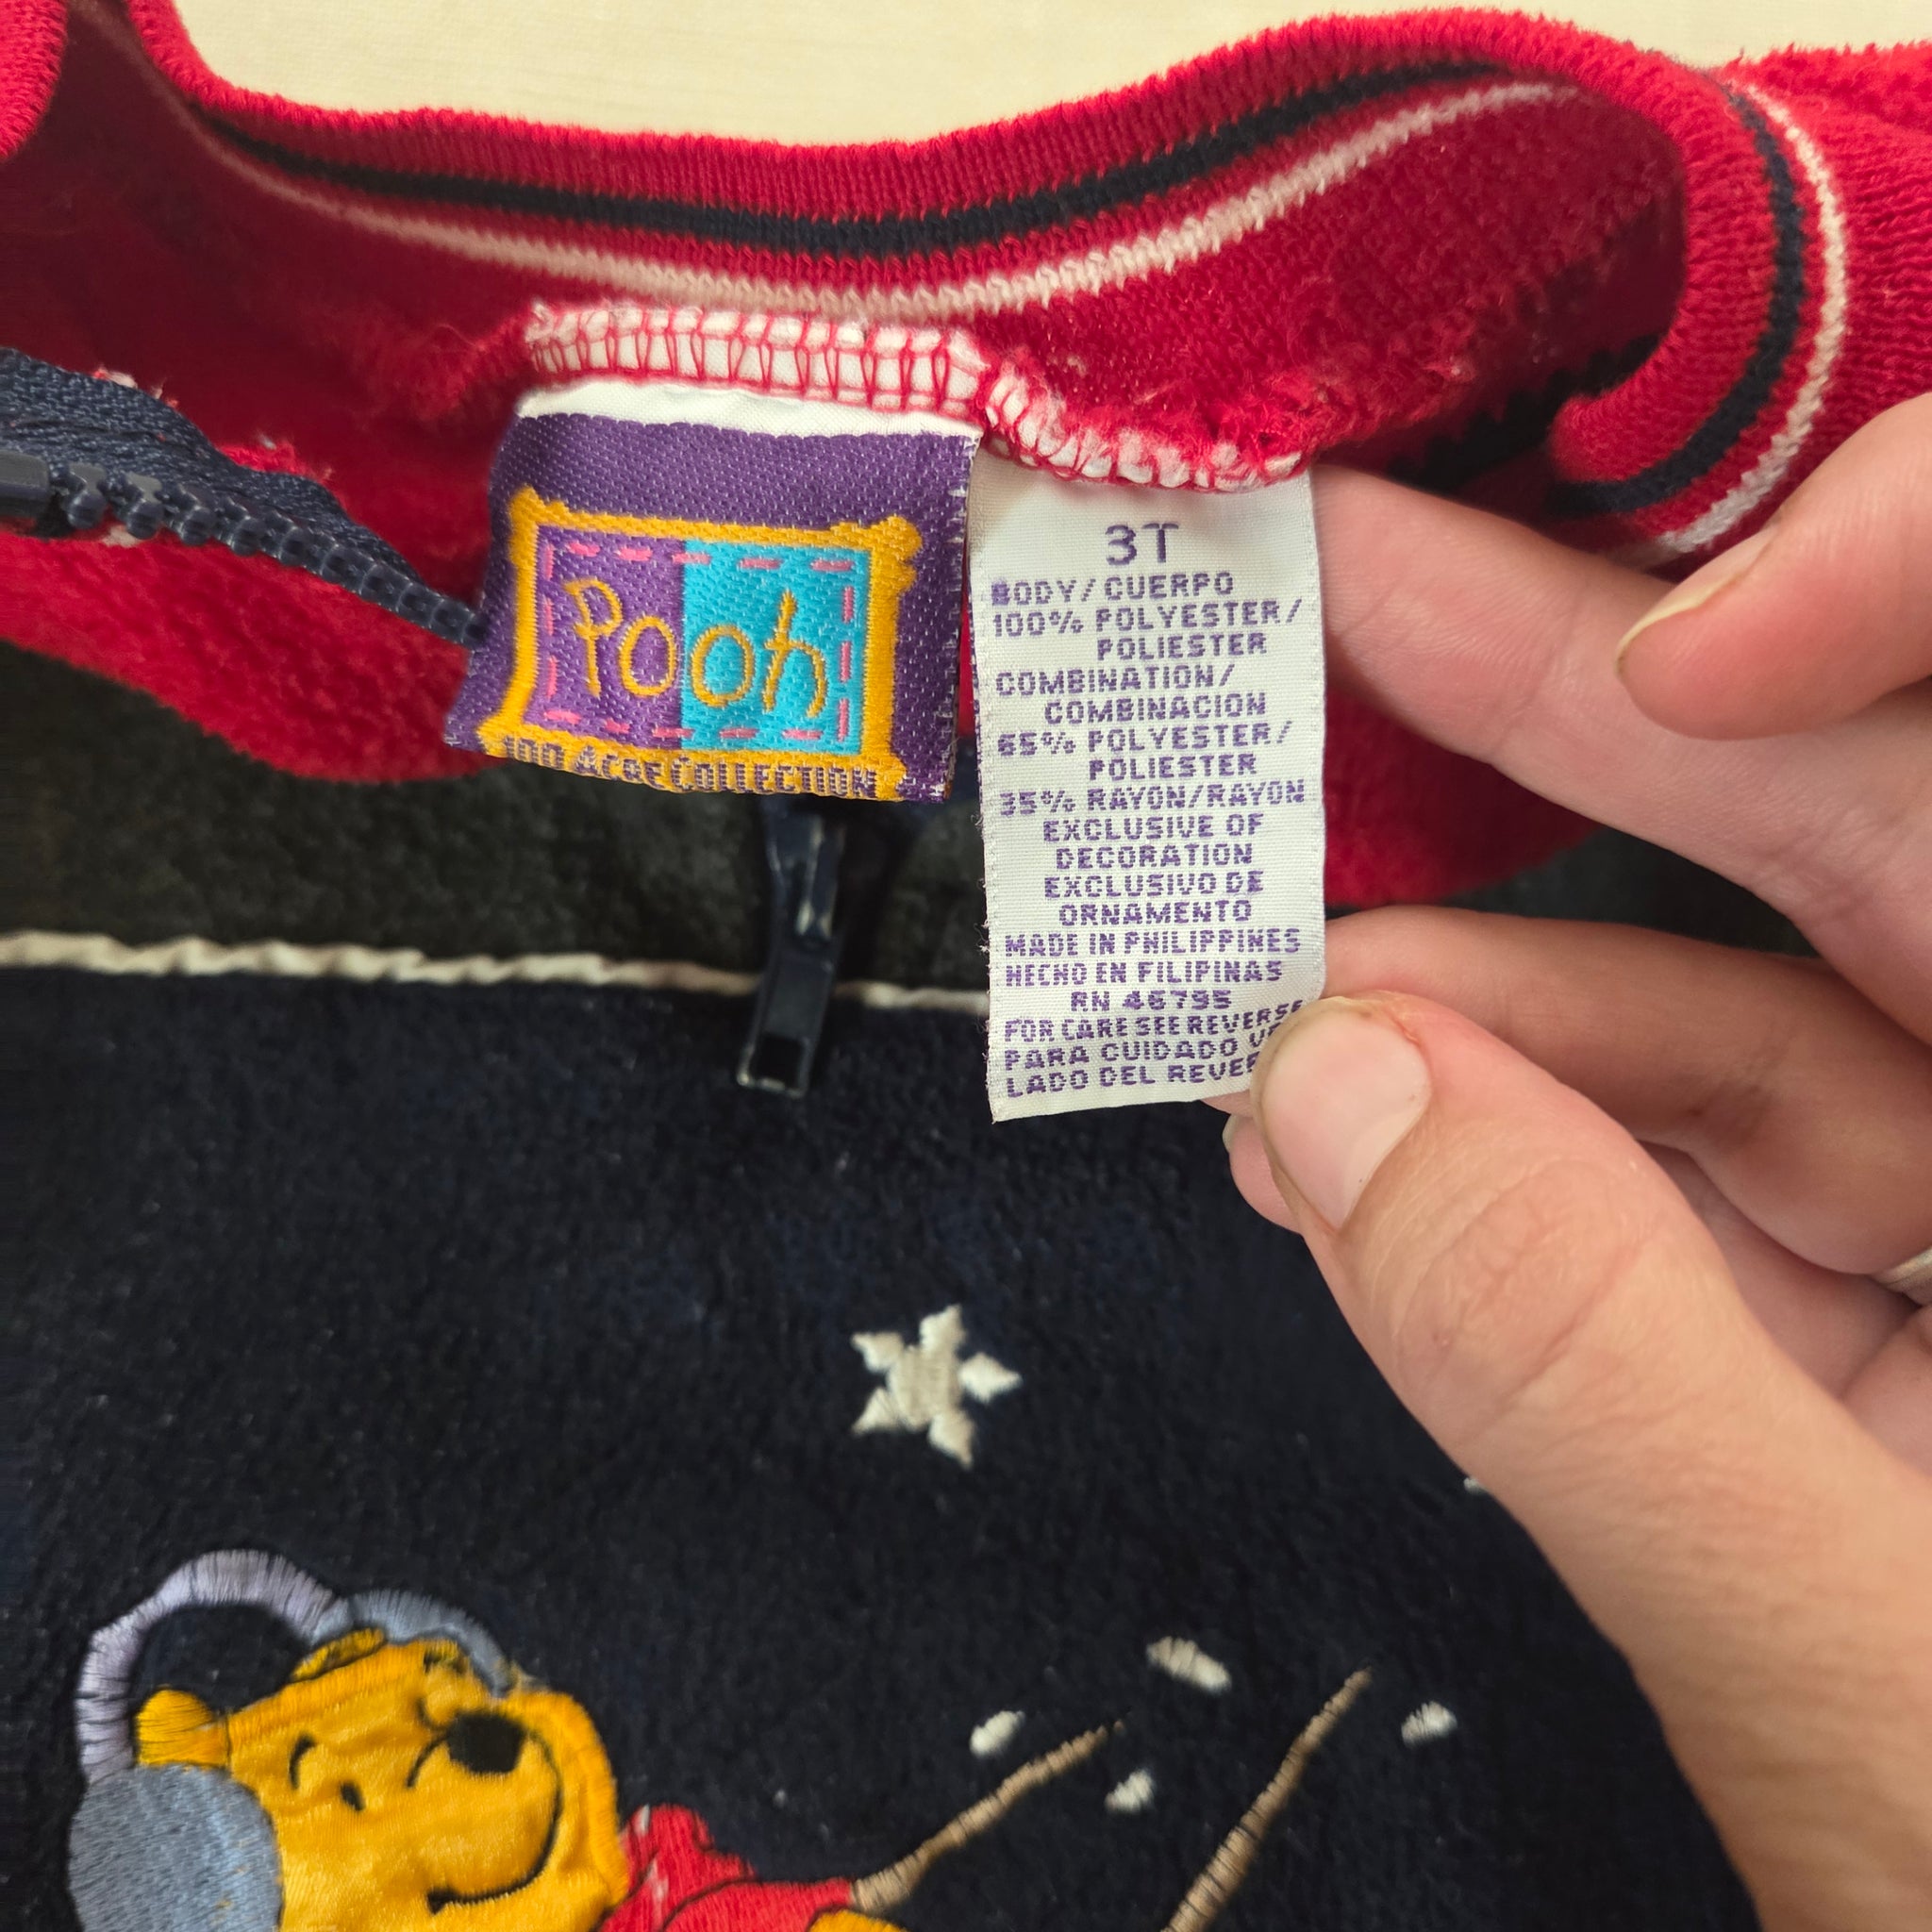 Pooh
100 ACRE COLLECTION
3T
BODY/CUERPO
100% POLYESTER/
POLIESTER
COMBINATION/
COMBINACION
65% POLYESTER/
POLIESTER
35% RAYON/RAYON
EXCLUSIVE OF
DECORATION
EXCLUSIVO DE
ORNAMENTO
MADE IN PHILIPPINES
HECHO EN FILIPINAS
RN 46795
FOR CARE SEE REVERSE
PARA CUIDADO
LADO DEL